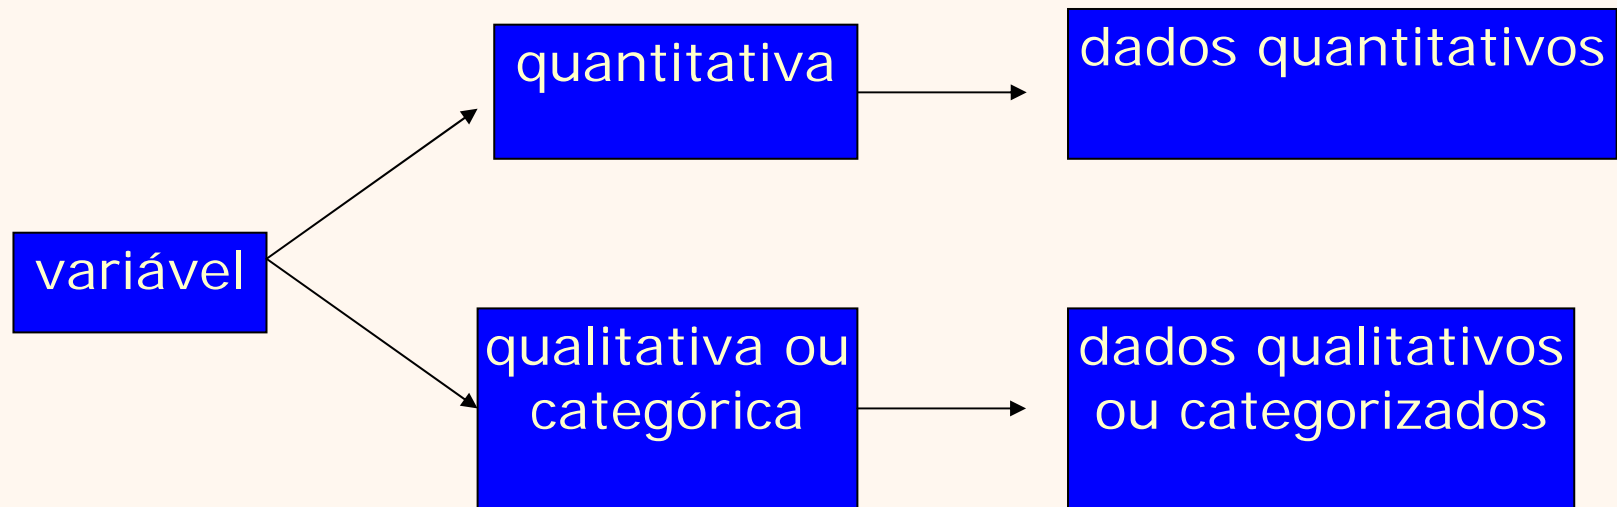 variável
quantitativa
dados quantitativos
qualitativa ou
categórica
dados qualitativos
ou categorizados